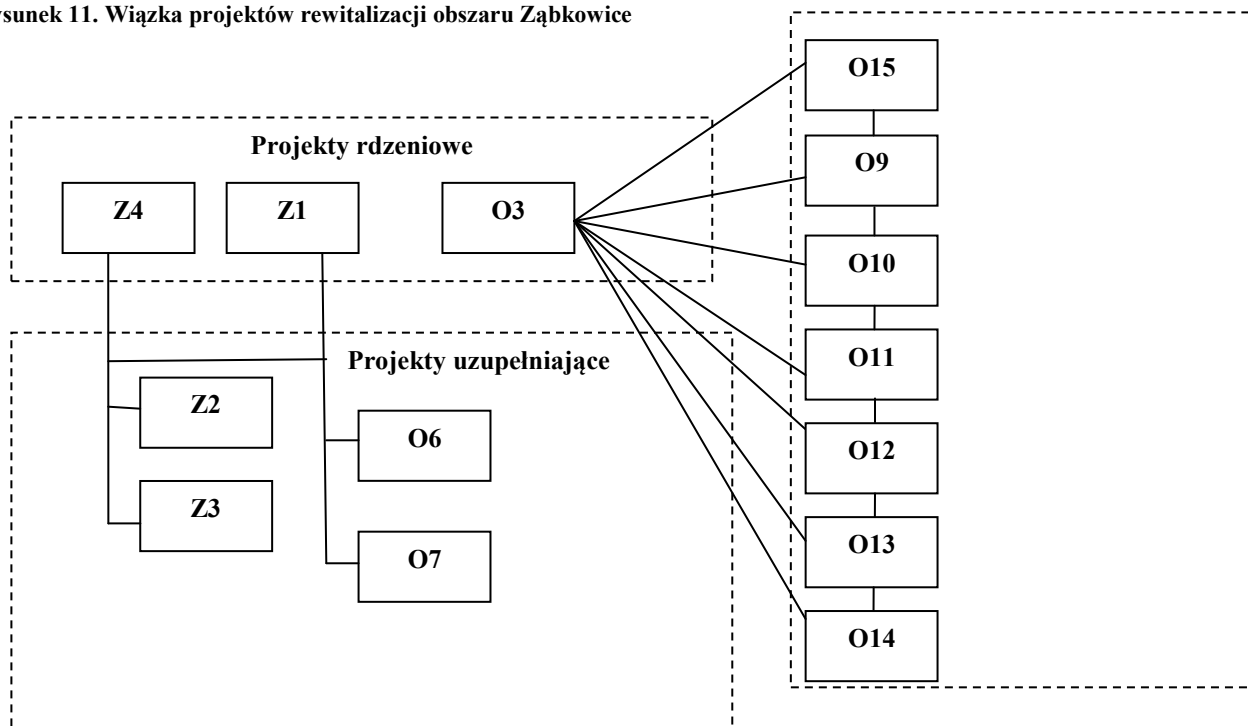 ysunek 11. Wiązka projektów rewitalizacji obszaru Ząbkowice
Projekty rdzeniowe
Z4
Z1
O3
Projekty uzupełniające
Z2
Z3
O6
O7
O15
O9
O10
O11
O12
O13
O14